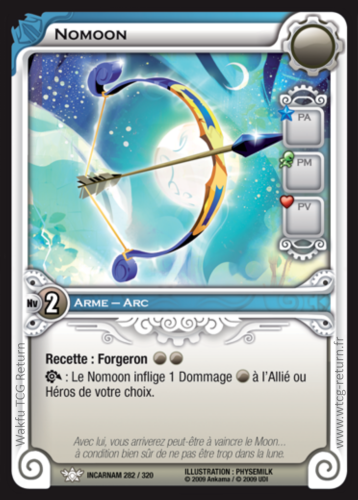 Nomoon
PA
PM
PV
Nv 2 Arme – Arc
Recette : Forgeron
: Le Nomoon inflige 1 Dommage à l'Allié ou
Héros de votre choix.
Avec lui, vous arriverez peut-être à vaincre le Moon...
à condition bien sûr de ne pas être trop dans la lune.
INCARNAM 282 / 320
ILLUSTRATION : PHYSEMILK
© 2009 Ankama / © 2009 UDI
Wakfu TCG Return
www.wtcg-return.fr